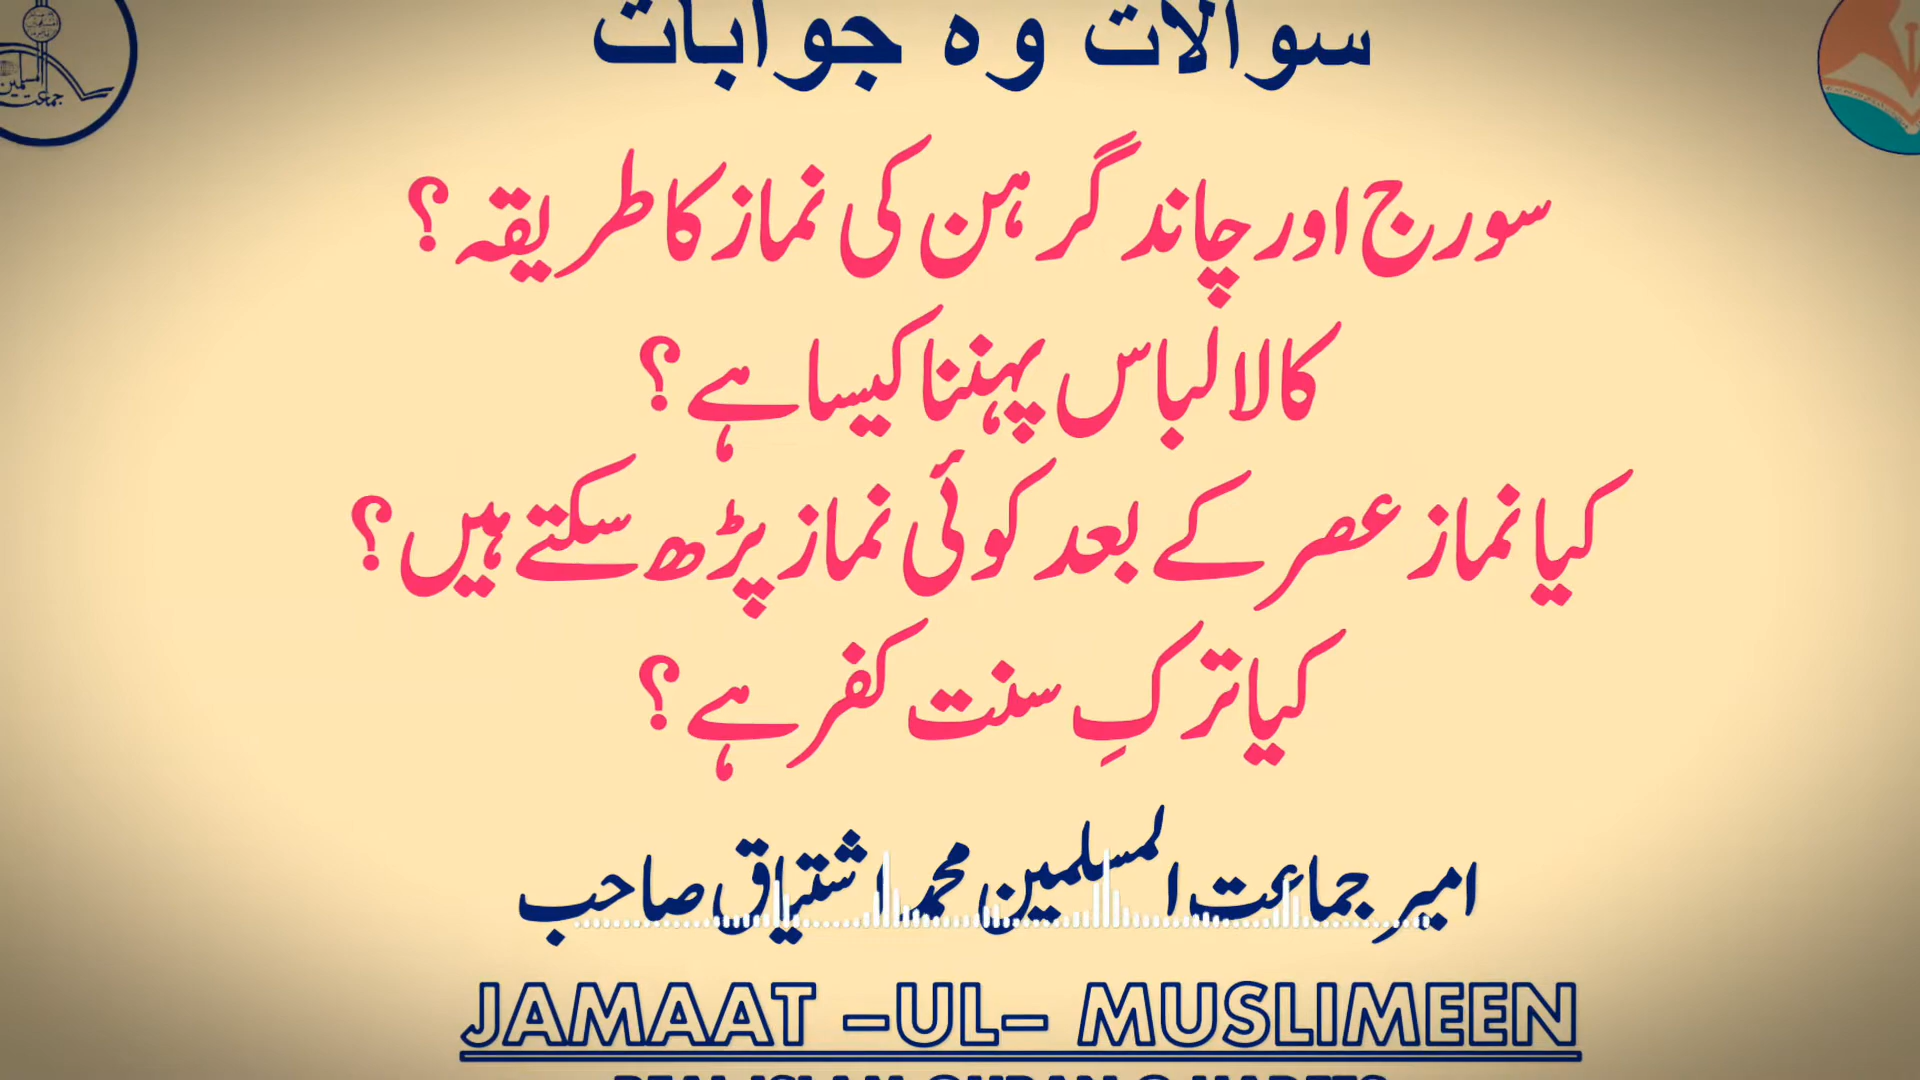 سوالات وہ جوابات
سورج اور چاند گرہن کی نماز کا طریقہ ؟
کالا لباس پہننا کیسا ہے ؟
کیا نماز عصر کے بعد کوئی نماز پڑھ سکتے ہیں ؟
کیا ترکِ سنت کفر ہے ؟
امیرِ جماعت المسلمین محمد اشتیاق صاحب
JAMAAT –UL– MUSLIMEEN
جماعت المسلمین